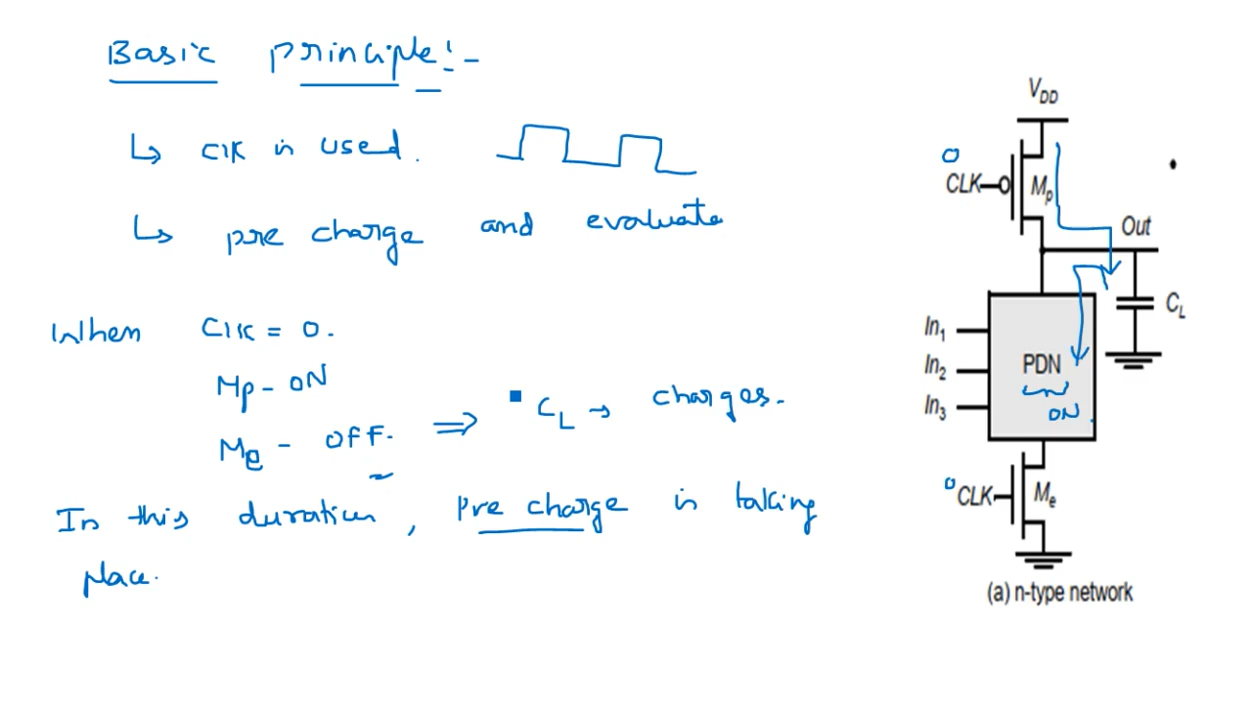 Basic principle:-
↳ Clk is used.
↳ pre charge and evaluate
When Clk = 0.
Mp - ON
Me - OFF. ⇒ CL → charges.
In this duration, Pre charge is taking
place.
VDD
0
CLK
Mp
Out
CL
In1
In2
In3
PDN
ON
0
CLK
Me
(a) n-type network